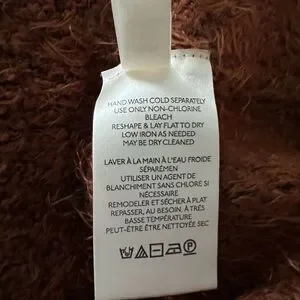 HAND WASH COLD SEPARATELY
USE ONLY NON-CHLORINE
BLEACH
RESHAPE & LAY FLAT TO DRY
LOW IRON AS NEEDED
MAY BE DRY CLEANED
LAVER À LA MAIN À L'EAU FROIDE
SÉPARÉMEN
UTILISER UN AGENT DE
BLANCHIMENT SANS CHLORE SI
NÉCESSAIRE
REMODELER ET SÉCHER À PLAT
REPASSER, AU BESOIN, À TRÈS
BASSE TEMPÉRATURE
PEUT-ÊTRE ÊTRE NETTOYÉE SEC